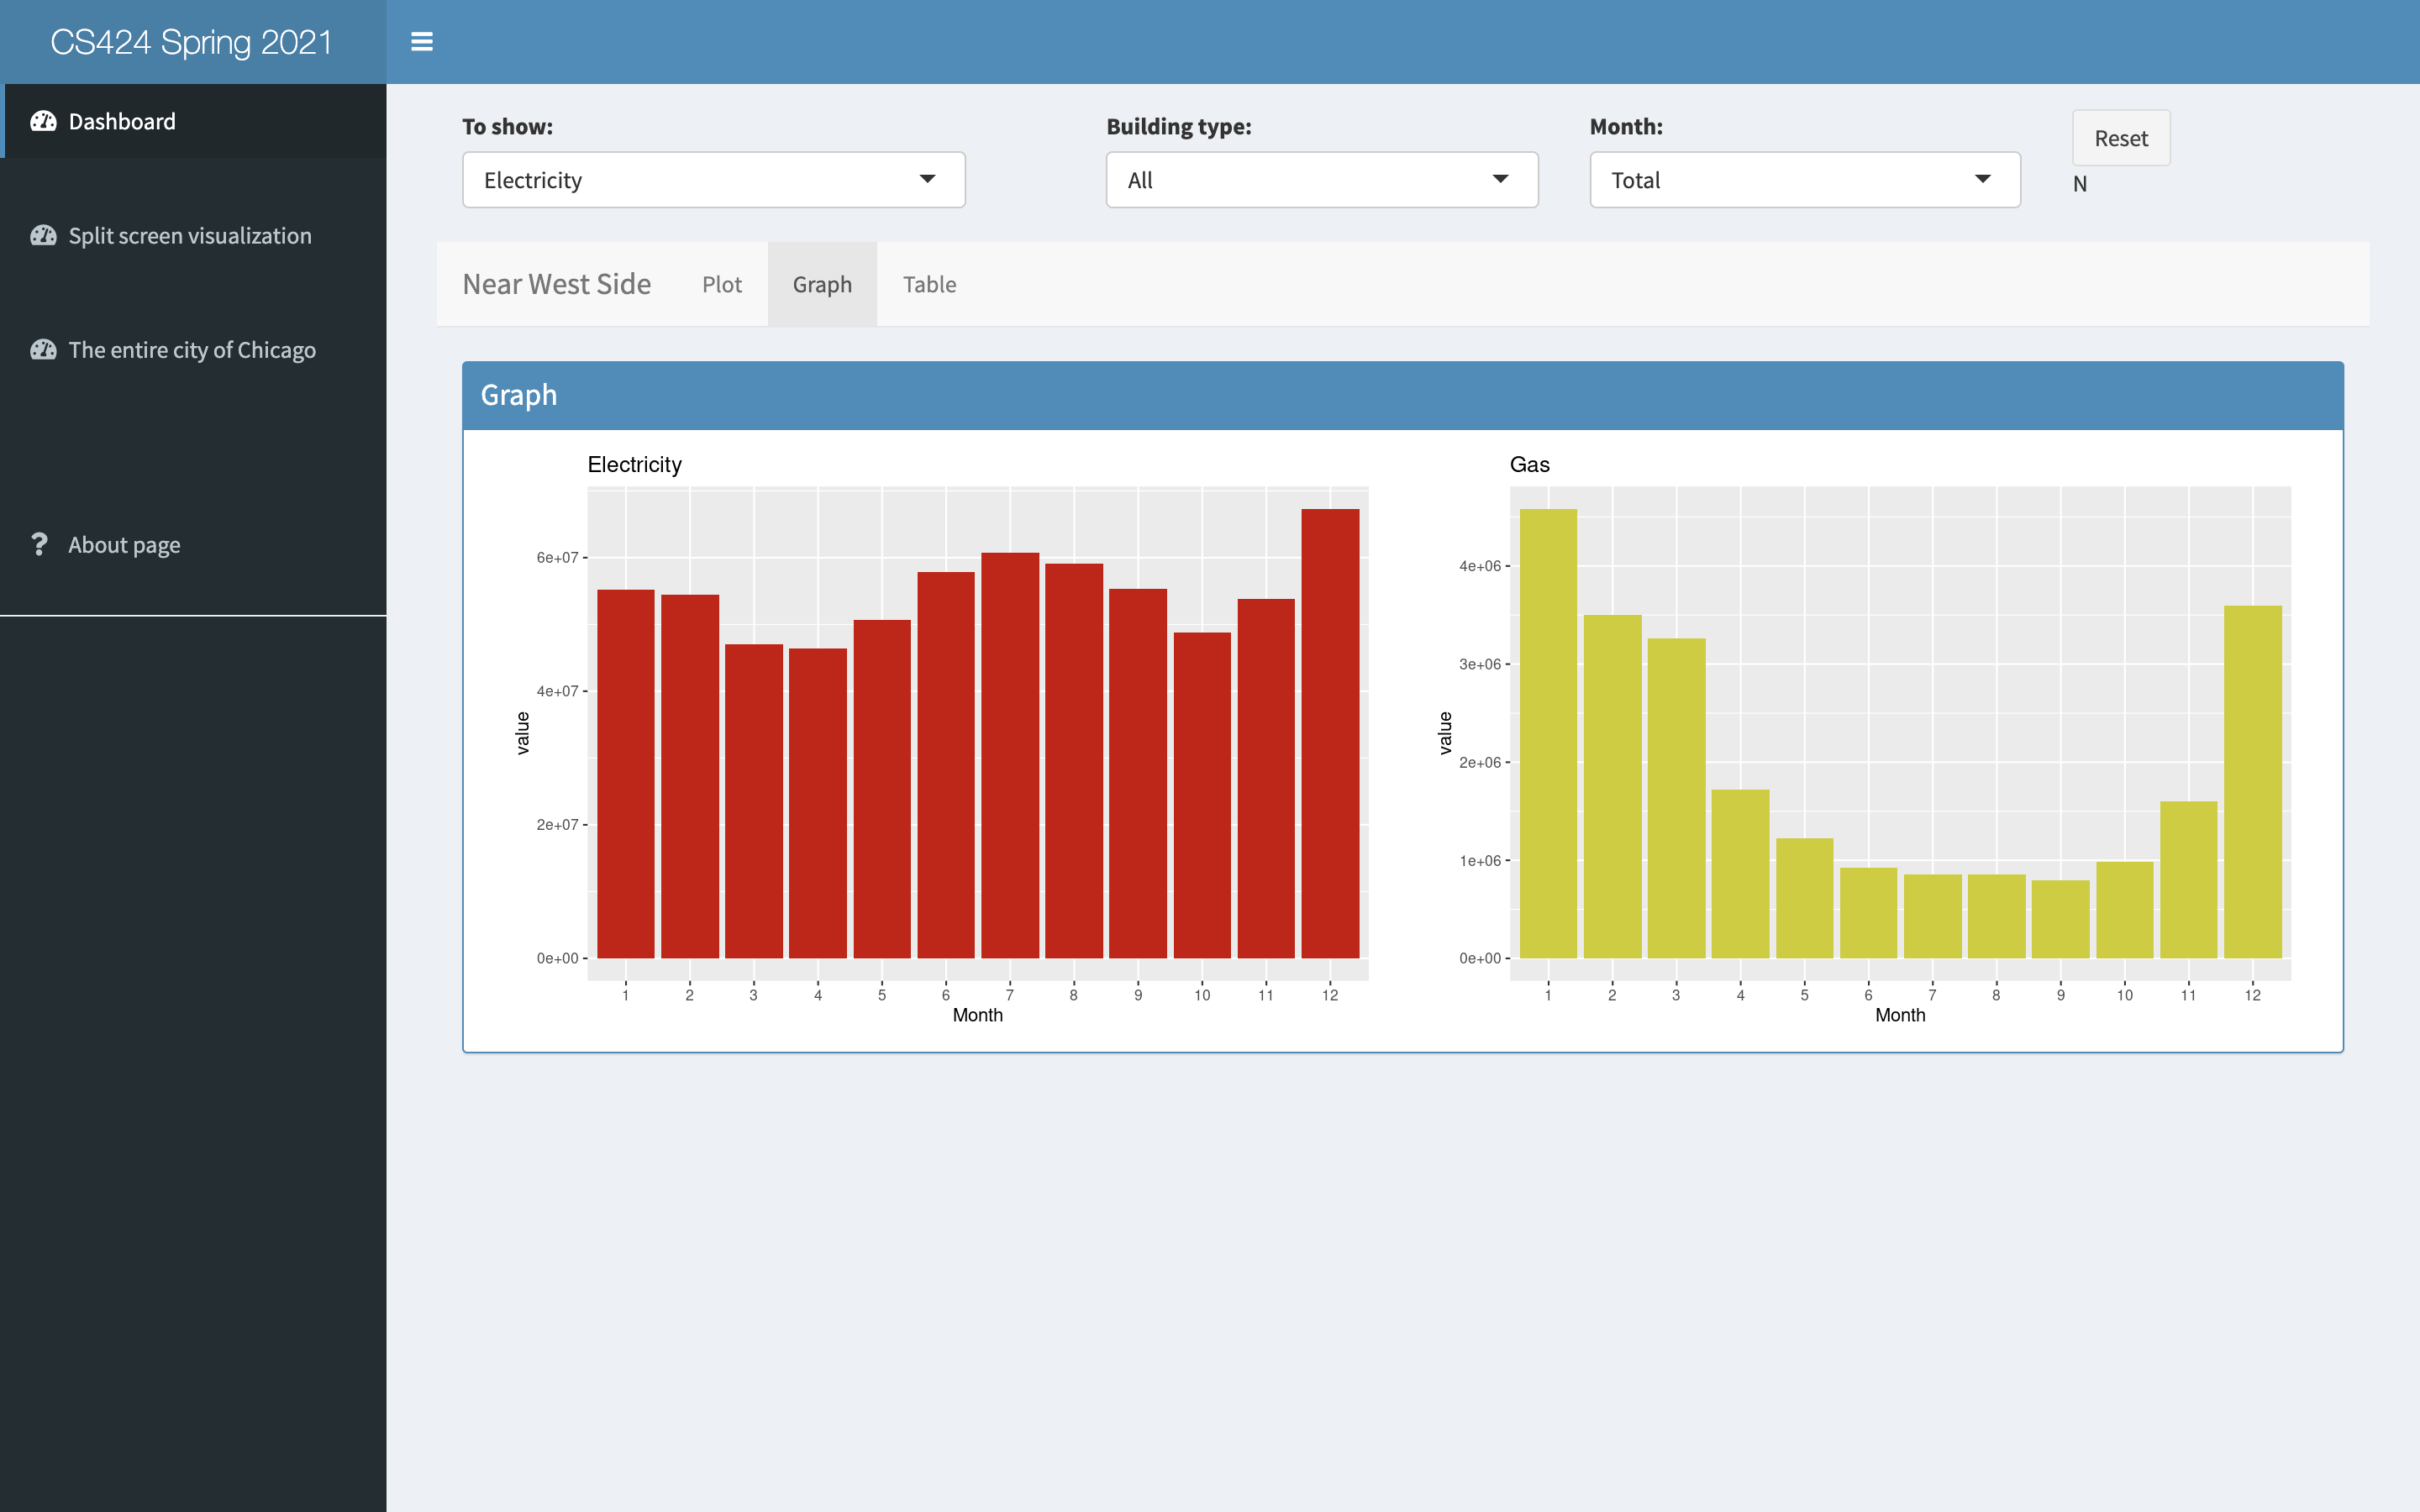 CS424 Spring 2021
Dashboard
Split screen visualization
The entire city of Chicago
About page
To show:
Electricity
Building type:
All
Month:
Total
Reset
N
Near West Side Plot Graph Table
Graph
Electricity
value
6e+07
4e+07
2e+07
0e+00
1 2 3 4 5 6 7 8 9 10 11 12
Month
Gas
value
4e+06
3e+06
2e+06
1e+06
0e+00
1 2 3 4 5 6 7 8 9 10 11 12
Month